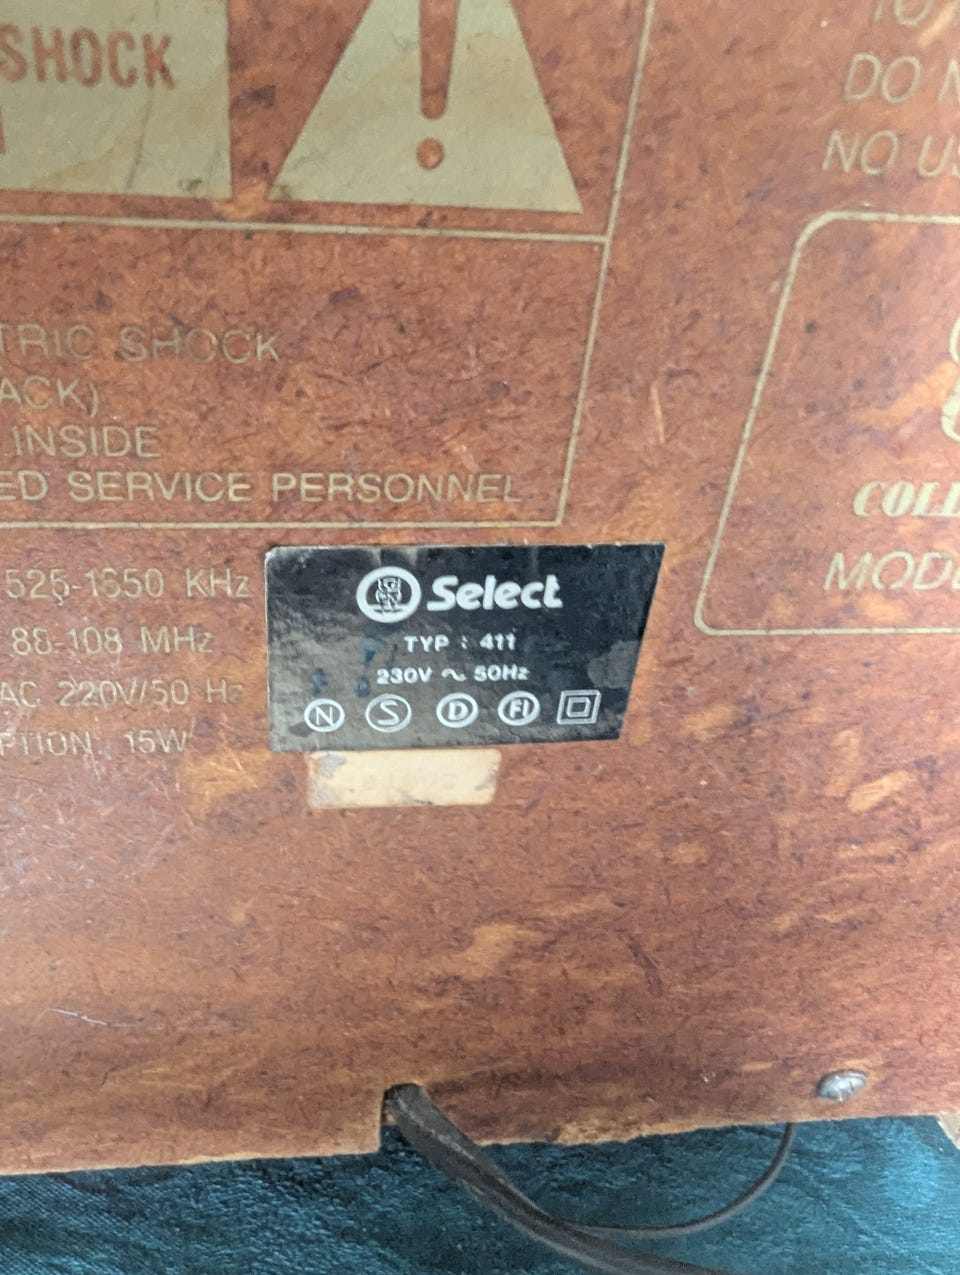 SHOCK
DO
NO
TRIC SHOCK
ACK)
INSIDE
ED SERVICE PERSONNEL
COLL
MODE
525-1650 KHz
88-108 MHz
AC 220V/50 Hz
PTION: 15W
Select
TYP : 411
230V ~ 50Hz
N S D FI